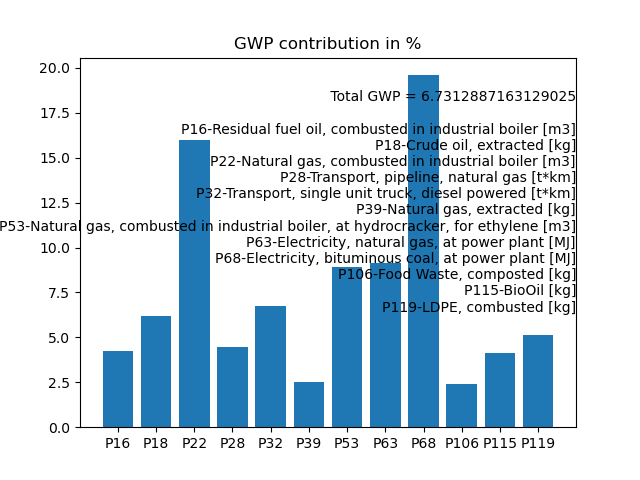 GWP contribution in %
20.0
17.5
15.0
12.5
10.0
7.5
5.0
2.5
0.0
Total GWP = 6.7312887163129025
P16-Residual fuel oil, combusted in industrial boiler [m3]
P18-Crude oil, extracted [kg]
P22-Natural gas, combusted in industrial boiler [m3]
P28-Transport, pipeline, natural gas [t*km]
P32-Transport, single unit truck, diesel powered [t*km]
P39-Natural gas, extracted [kg]
P53-Natural gas, combusted in industrial boiler, at hydrocracker, for ethylene [m3]
P63-Electricity, natural gas, at power plant [MJ]
P68-Electricity, bituminous coal, at power plant [MJ]
P106-Food Waste, composted [kg]
P115-BioOil [kg]
P119-LDPE, combusted [kg]
P16 P18 P22 P28 P32 P39 P53 P63 P68 P106 P115 P119